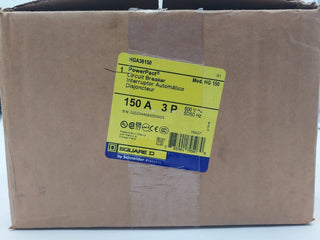 HGA36150
1 PowerPact®
Circuit Breaker
Interruptor Automático
Disjoncteur
Mod. HG 150
150 A 3 P
600 V~
50/60 Hz
SQUARE D
by Schneider Electric